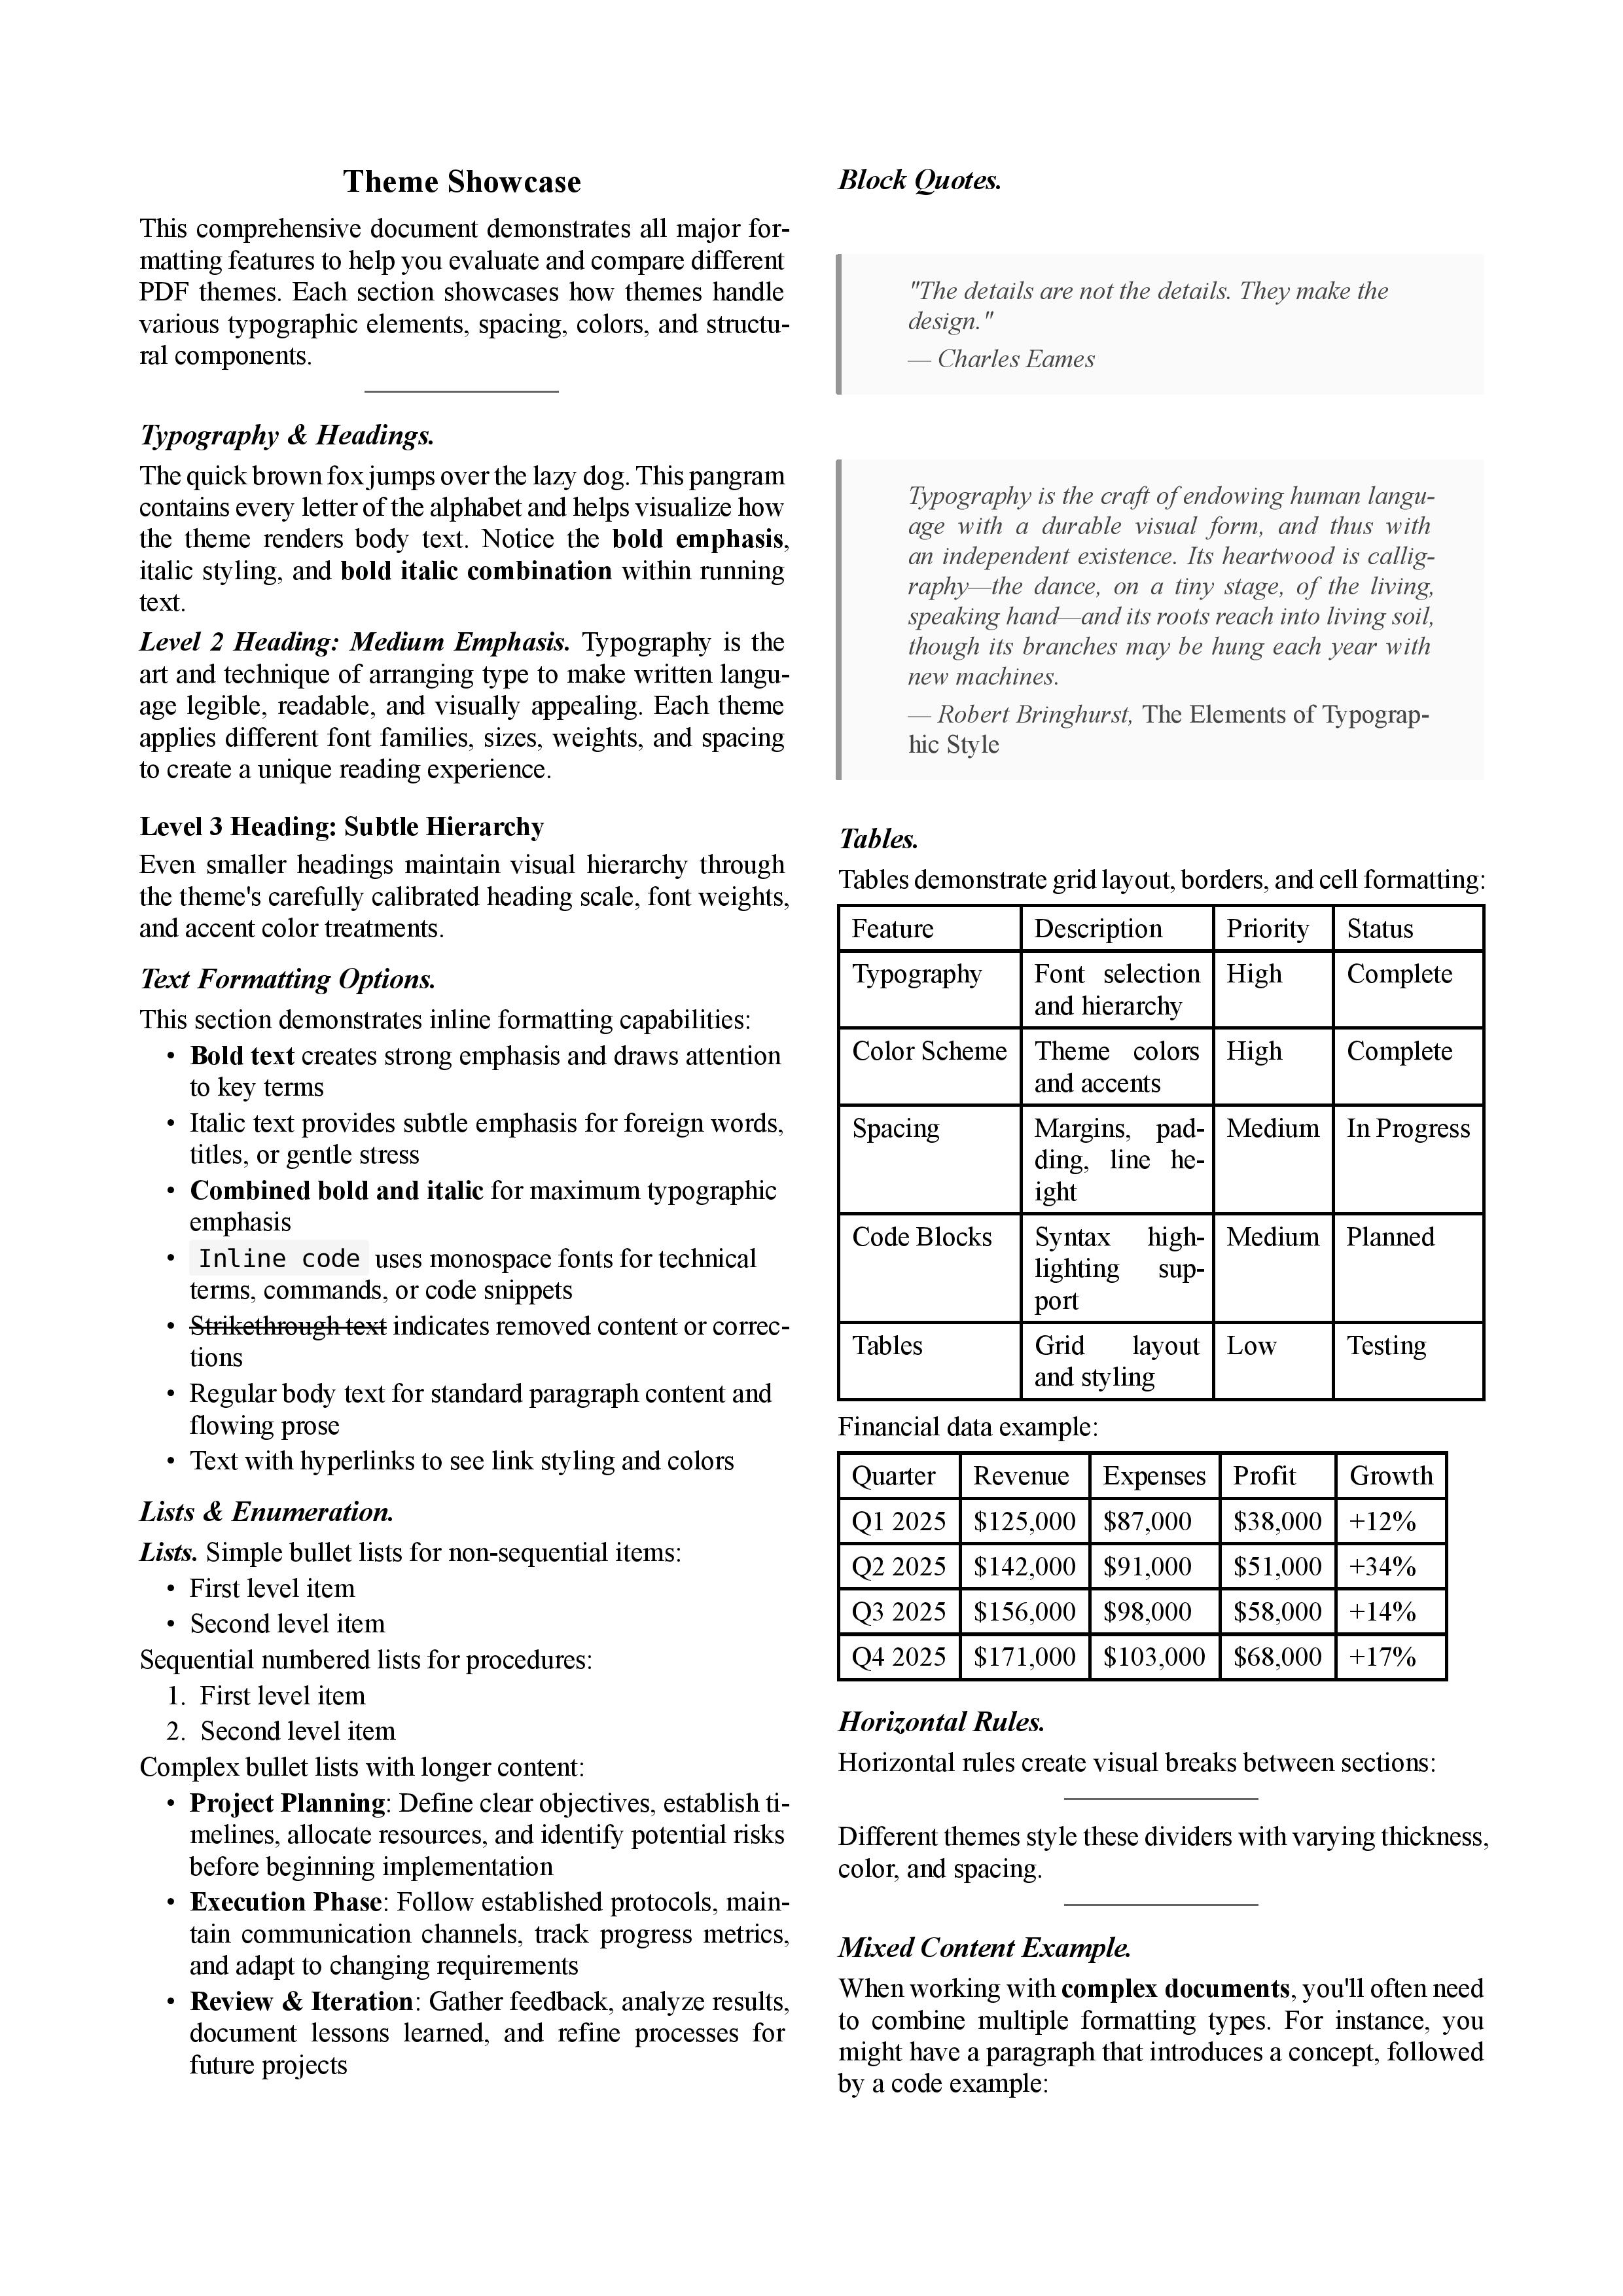 Theme Showcase
This comprehensive document demonstrates all major for-
matting features to help you evaluate and compare different
PDF themes. Each section showcases how themes handle
various typographic elements, spacing, colors, and structu-
ral components.
Typography & Headings.
The quick brown fox jumps over the lazy dog. This pangram
contains every letter of the alphabet and helps visualize how
the theme renders body text. Notice the bold emphasis,
italic styling, and bold italic combination within running
text.
Level 2 Heading: Medium Emphasis. Typography is the
art and technique of arranging type to make written langu-
age legible, readable, and visually appealing. Each theme
applies different font families, sizes, weights, and spacing
to create a unique reading experience.
Level 3 Heading: Subtle Hierarchy
Even smaller headings maintain visual hierarchy through
the theme's carefully calibrated heading scale, font weights,
and accent color treatments.
Text Formatting Options.
This section demonstrates inline formatting capabilities:
• Bold text creates strong emphasis and draws attention
to key terms
• Italic text provides subtle emphasis for foreign words,
titles, or gentle stress
• Combined bold and italic for maximum typographic
emphasis
• Inline code uses monospace fonts for technical
terms, commands, or code snippets
• Strikethrough text indicates removed content or correc-
tions
• Regular body text for standard paragraph content and
flowing prose
• Text with hyperlinks to see link styling and colors
Lists & Enumeration.
Lists. Simple bullet lists for non-sequential items:
• First level item
• Second level item
Sequential numbered lists for procedures:
1. First level item
2. Second level item
Complex bullet lists with longer content:
• Project Planning: Define clear objectives, establish ti-
melines, allocate resources, and identify potential risks
before beginning implementation
• Execution Phase: Follow established protocols, main-
tain communication channels, track progress metrics,
and adapt to changing requirements
• Review & Iteration: Gather feedback, analyze results,
document lessons learned, and refine processes for
future projects
Block Quotes.
"The details are not the details. They make the
design."
— Charles Eames
Typography is the craft of endowing human langu-
age with a durable visual form, and thus with
an independent existence. Its heartwood is callig-
raphy—the dance, on a tiny stage, of the living,
speaking hand—and its roots reach into living soil,
though its branches may be hung each year with
new machines.
— Robert Bringhurst, The Elements of Typograp-
hic Style
Tables.
Tables demonstrate grid layout, borders, and cell formatting:
Feature Description Priority Status
Typography Font selection High Complete
and hierarchy
Color Scheme Theme colors High Complete
and accents
Spacing Margins, pad- Medium In Progress
ding, line he-
ight
Code Blocks Syntax high- Medium Planned
lighting sup-
port
Tables Grid layout Low Testing
and styling
Financial data example:
Quarter Revenue Expenses Profit Growth
Q1 2025 $125,000 $87,000 $38,000 +12%
Q2 2025 $142,000 $91,000 $51,000 +34%
Q3 2025 $156,000 $98,000 $58,000 +14%
Q4 2025 $171,000 $103,000 $68,000 +17%
Horizontal Rules.
Horizontal rules create visual breaks between sections:
Different themes style these dividers with varying thickness,
color, and spacing.
Mixed Content Example.
When working with complex documents, you'll often need
to combine multiple formatting types. For instance, you
might have a paragraph that introduces a concept, followed
by a code example: